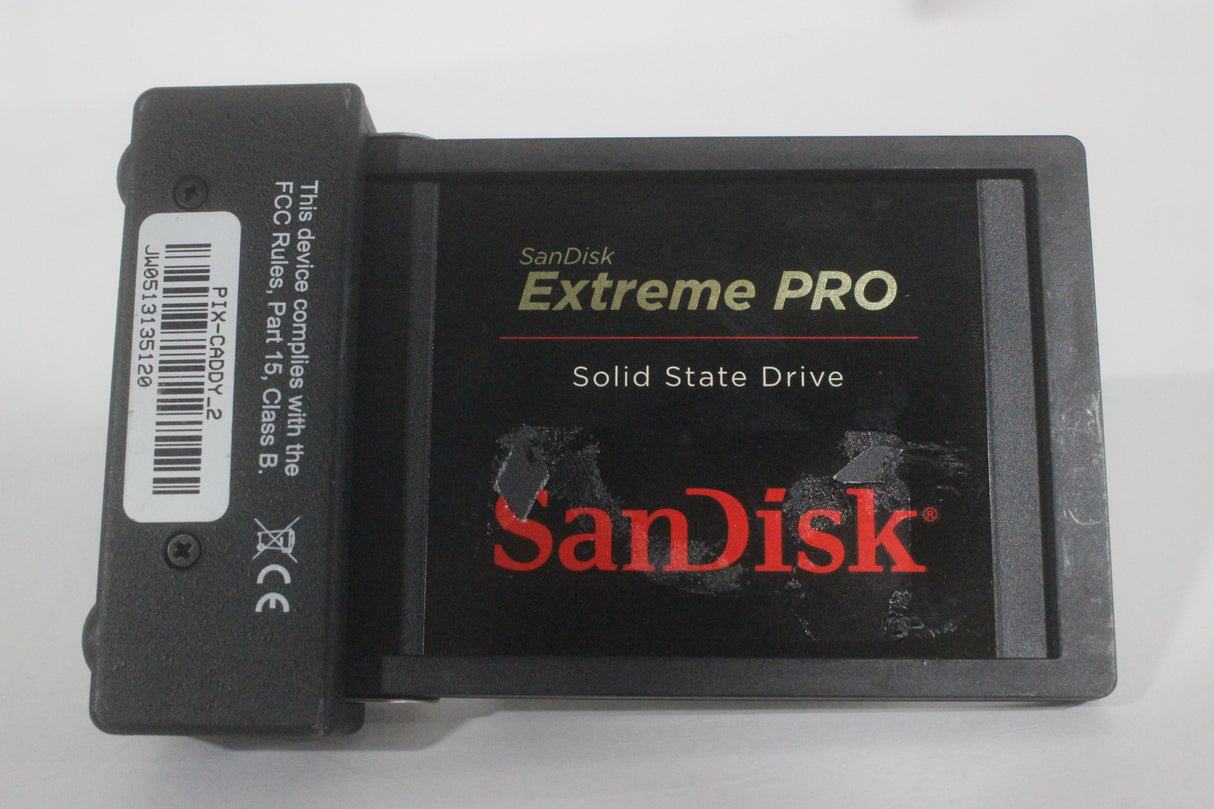 This device complies with the
FCC Rules, Part 15, Class B.
PIX-CADDY_2
JW0513135120
CE
SanDisk
Extreme PRO
Solid State Drive
SanDisk®